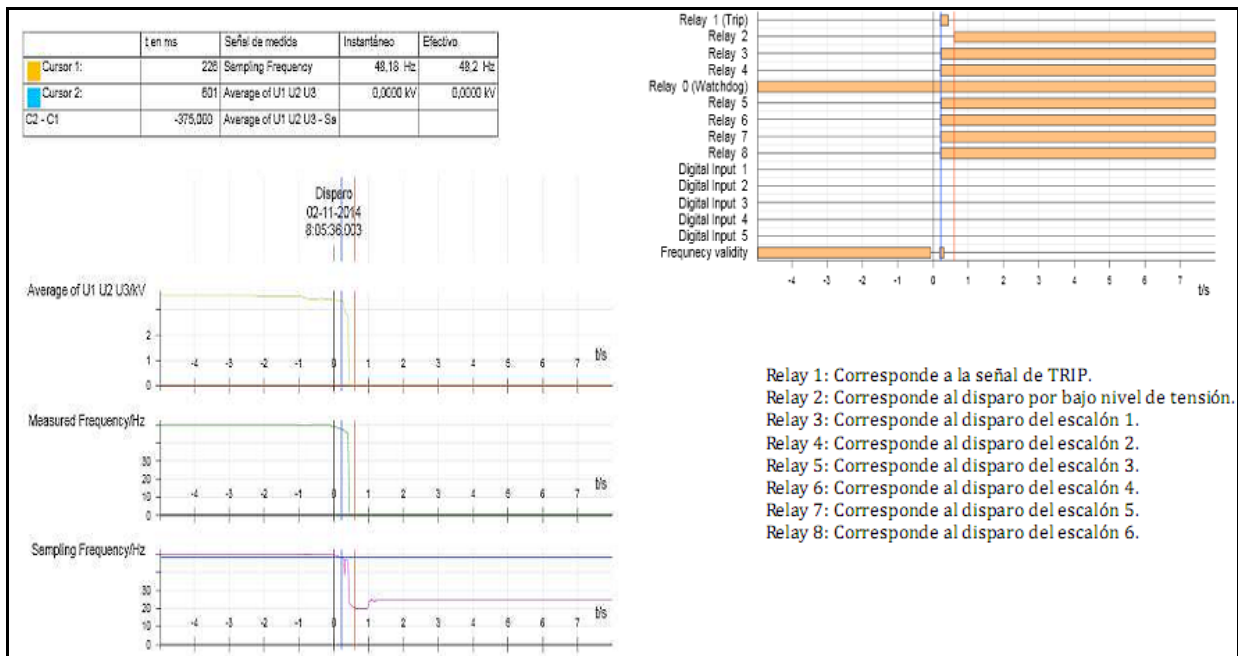 t en ms Señal de medida Instantáneo Efectivo
Cursor 1: 226 Sampling Frequency 48,18 Hz 48,2 Hz
Cursor 2: 601 Average of U1 U2 U3 0,0000 kV 0,0000 kV
C2 - C1 -375,000 Average of U1 U2 U3 - Sa
Disparo
02-11-2014
8:05:36.003
Average of U1 U2 U3/kV
2
1
0
-4 -3 -2 -1 0 1 2 3 4 5 6 7
t/s
Measured Frequency/Hz
30
20
10
0
-4 -3 -2 -1 0 1 2 3 4 5 6 7
t/s
Sampling Frequency/Hz
30
20
10
0
-4 -3 -2 -1 0 1 2 3 4 5 6 7
t/s
Relay 1 (Trip)
Relay 2
Relay 3
Relay 4
Relay 0 (Watchdog)
Relay 5
Relay 6
Relay 7
Relay 8
Digital Input 1
Digital Input 2
Digital Input 3
Digital Input 4
Digital Input 5
Frequnecy validity
-4 -3 -2 -1 0 1 2 3 4 5 6 7
t/s
Relay 1: Corresponde a la señal de TRIP.
Relay 2: Corresponde al disparo por bajo nivel de tensión.
Relay 3: Corresponde al disparo del escalón 1.
Relay 4: Corresponde al disparo del escalón 2.
Relay 5: Corresponde al disparo del escalón 3.
Relay 6: Corresponde al disparo del escalón 4.
Relay 7: Corresponde al disparo del escalón 5.
Relay 8: Corresponde al disparo del escalón 6.